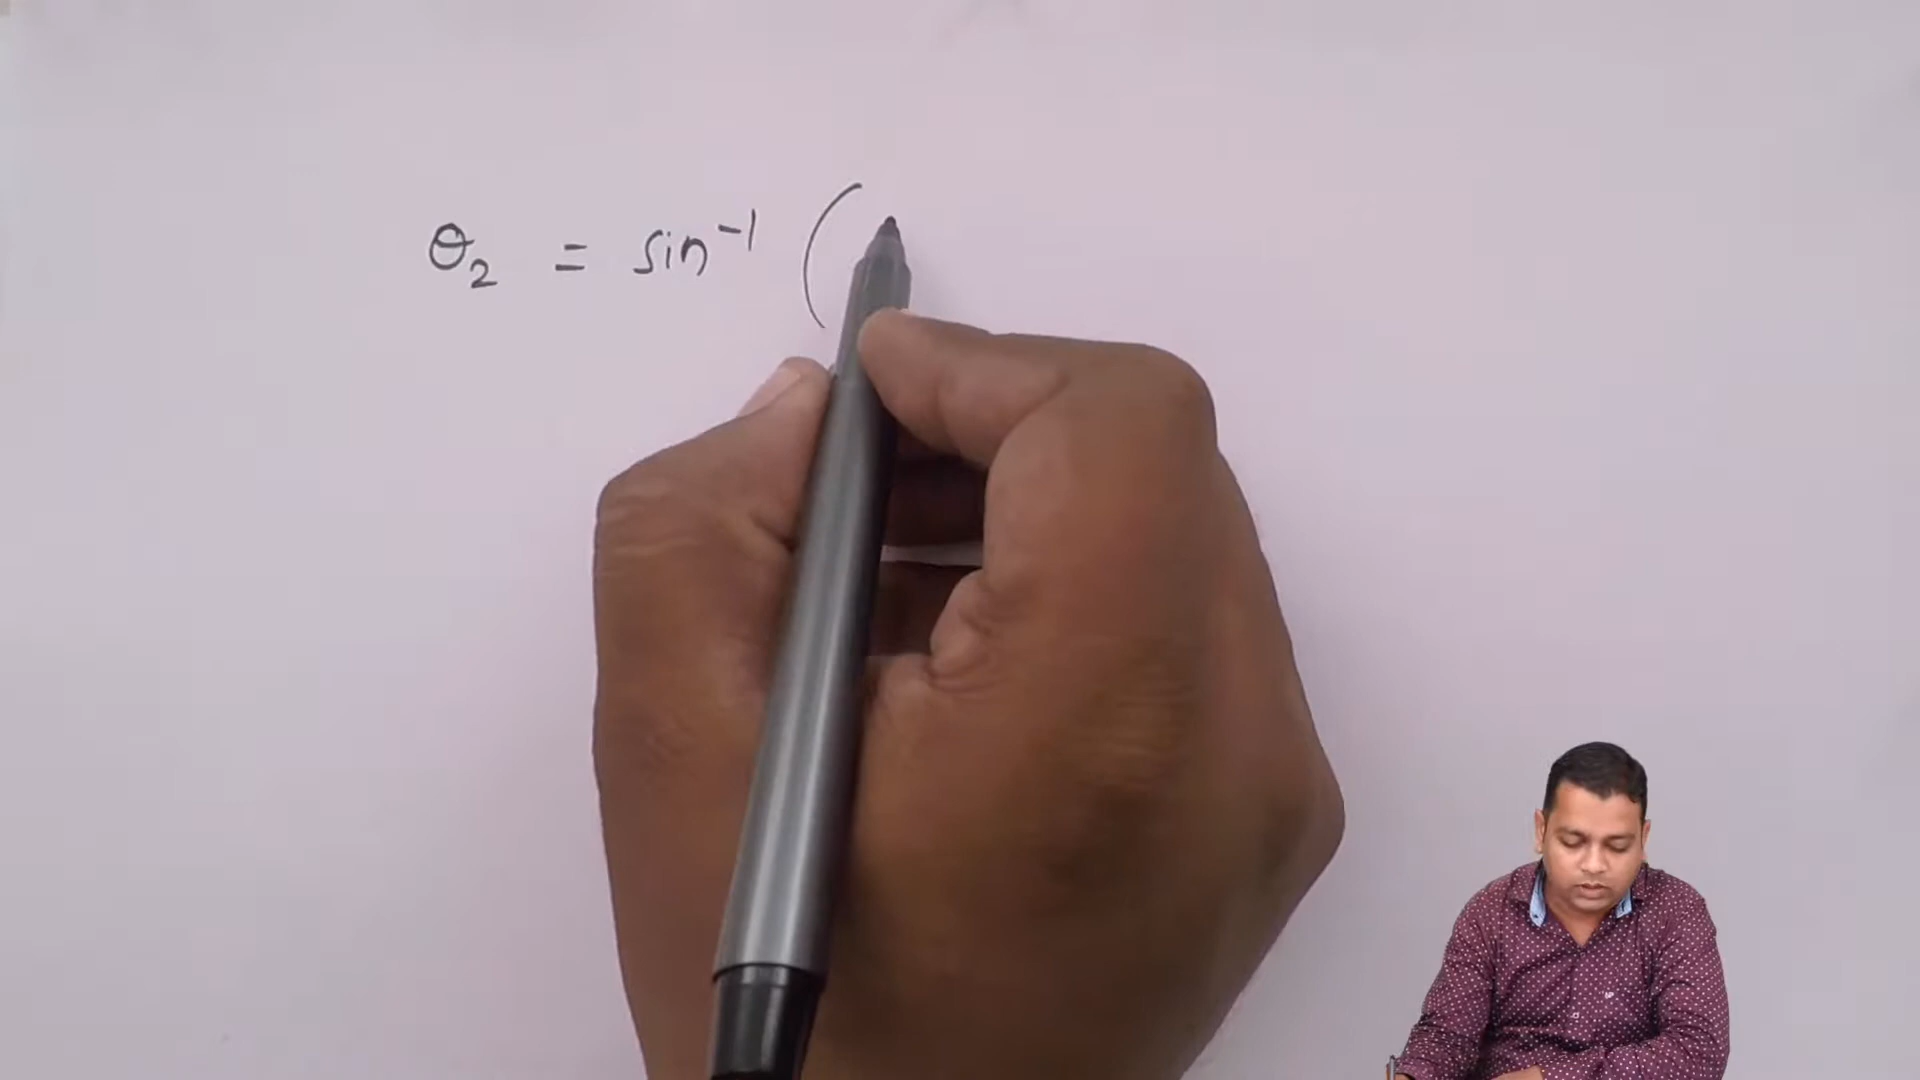 θ₂ = sin⁻¹ (